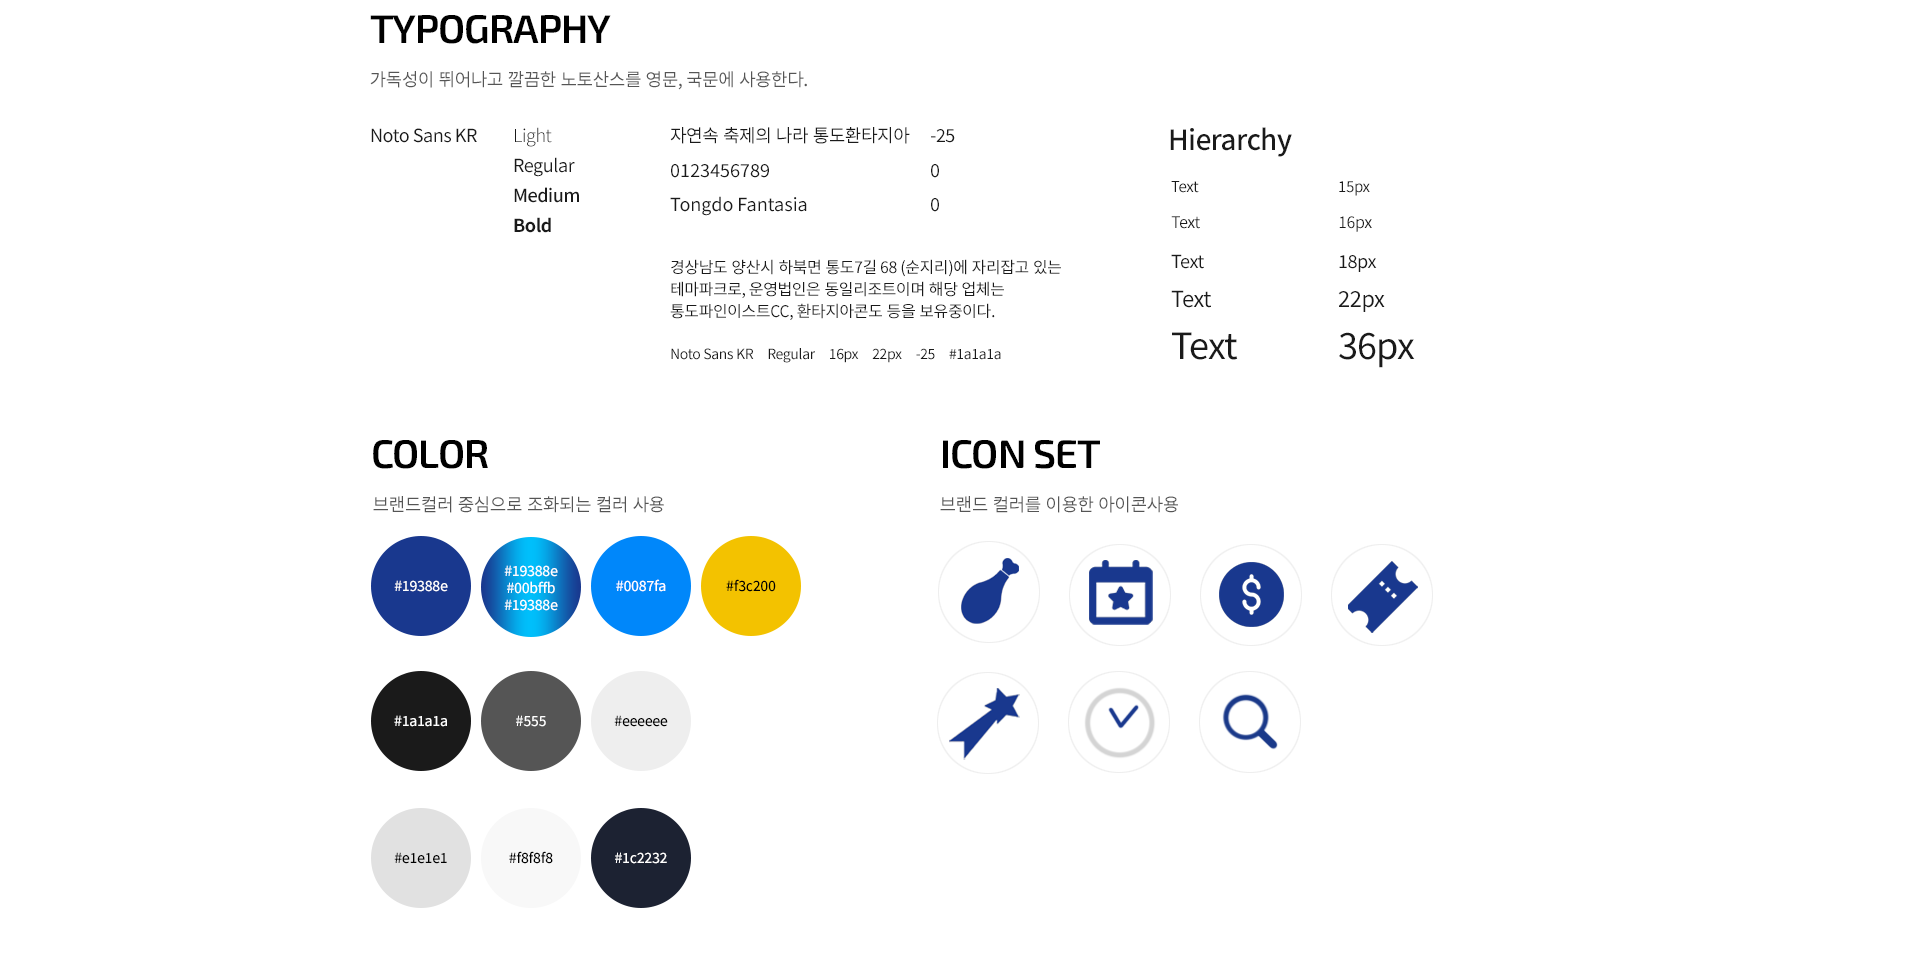 TYPOGRAPHY
가독성이 뛰어나고 깔끔한 노토산스를 영문, 국문에 사용한다.
Noto Sans KR
Light
Regular
Medium
Bold
자연속 축제의 나라 통도환타지아 -25
0123456789 0
Tongdo Fantasia 0
경상남도 양산시 하북면 통도7길 68 (순지리)에 자리잡고 있는
테마파크로, 운영법인은 동일리조트이며 해당 업체는
통도파인이스트CC, 환타지아콘도 등을 보유중이다.
Noto Sans KR Regular 16px 22px -25 #1a1a1a
Hierarchy
Text 15px
Text 16px
Text 18px
Text 22px
Text 36px
COLOR
브랜드컬러 중심으로 조화되는 컬러 사용
#19388e
#19388e
#00bffb
#19388e
#0087fa
#f3c200
#1a1a1a
#555
#eeeeee
#e1e1e1
#f8f8f8
#1c2232
ICON SET
브랜드 컬러를 이용한 아이콘사용
$